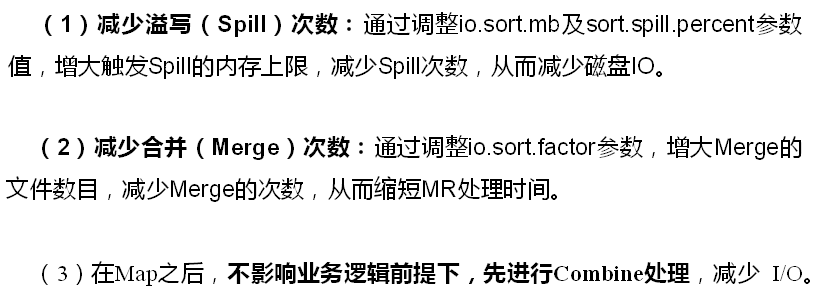 （1）减少溢写（Spill）次数：通过调整io.sort.mb及sort.spill.percent参数
值，增大触发Spill的内存上限，减少Spill次数，从而减少磁盘IO。
（2）减少合并（Merge）次数：通过调整io.sort.factor参数，增大Merge的
文件数目，减少Merge的次数，从而缩短MR处理时间。
（3）在Map之后，不影响业务逻辑前提下，先进行Combine处理，减少 I/O。